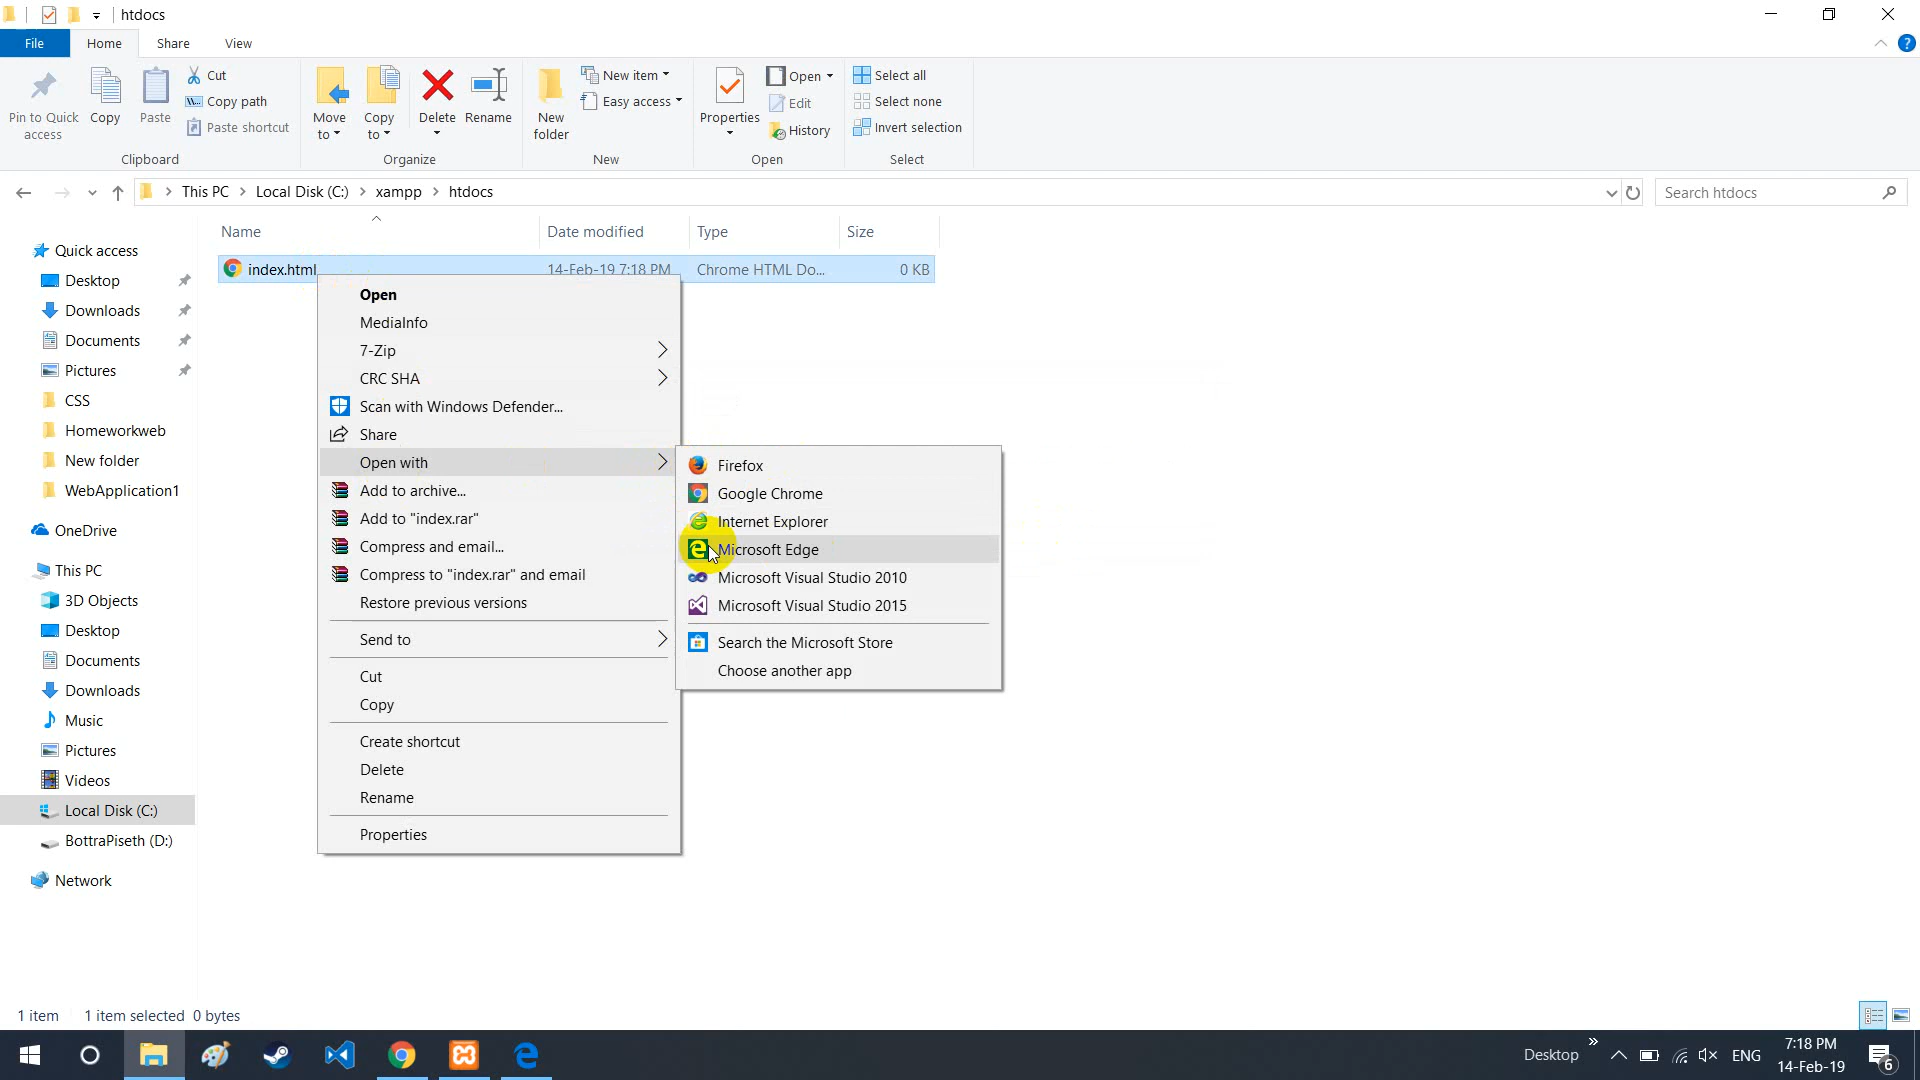 htdocs
File Home Share View
Pin to Quick access
Copy
Paste
Cut
Copy path
Paste shortcut
Clipboard
Move to
Copy to
Delete
Rename
Organize
New folder
New item
Easy access
New
Properties
Open
Edit
History
Open
Select all
Select none
Invert selection
Select
This PC > Local Disk (C:) > xampp > htdocs
Search htdocs
Name Date modified Type Size
index.html 14-Feb-19 7:18 PM Chrome HTML Do... 0 KB
Quick access
Desktop
Downloads
Documents
Pictures
CSS
Homeworkweb
New folder
WebApplication1
OneDrive
This PC
3D Objects
Desktop
Documents
Downloads
Music
Pictures
Videos
Local Disk (C:)
BottraPiseth (D:)
Network
Open
MediaInfo
7-Zip
CRC SHA
Scan with Windows Defender...
Share
Open with
Add to archive...
Add to "index.rar"
Compress and email...
Compress to "index.rar" and email
Restore previous versions
Send to
Cut
Copy
Create shortcut
Delete
Rename
Properties
Firefox
Google Chrome
Internet Explorer
Microsoft Edge
Microsoft Visual Studio 2010
Microsoft Visual Studio 2015
Search the Microsoft Store
Choose another app
1 item 1 item selected 0 bytes
Desktop
ENG
7:18 PM
14-Feb-19
6